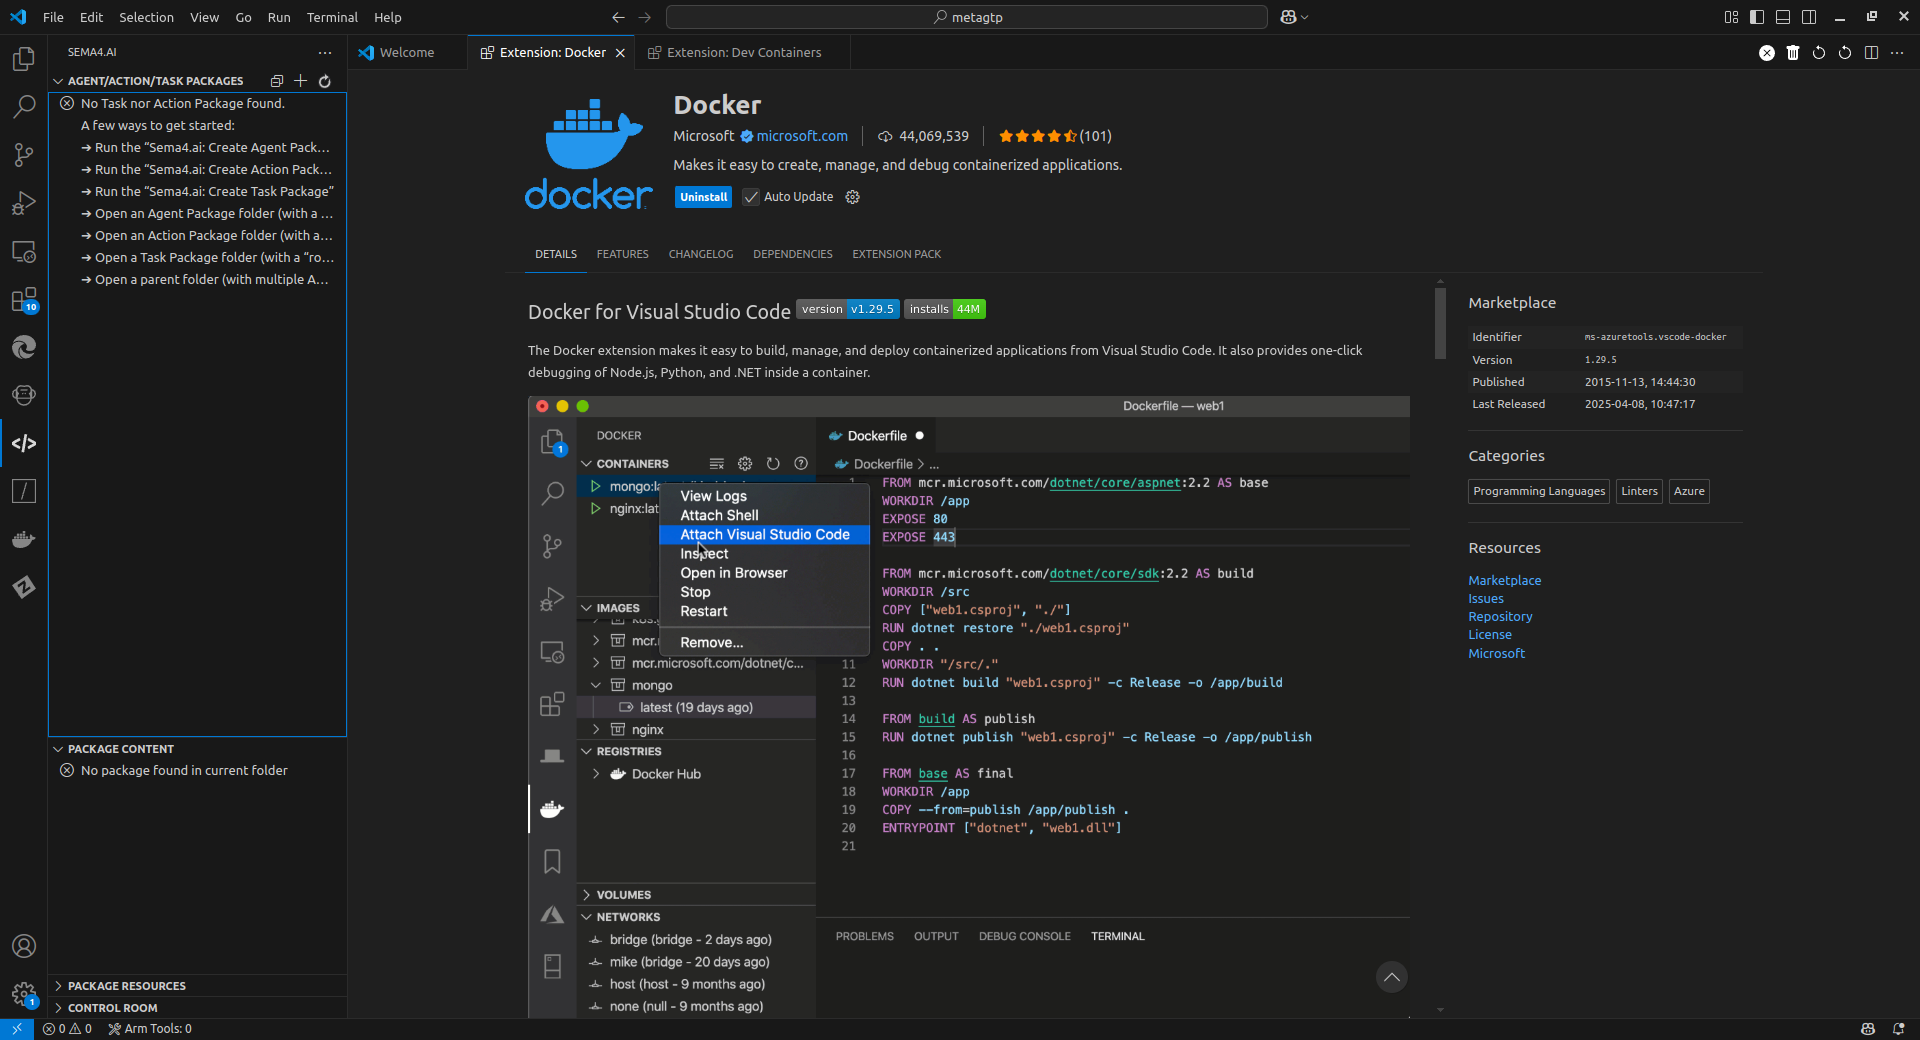 File Edit Selection View Go Run Terminal Help
metagtp
SEMA4.AI
AGENT/ACTION/TASK PACKAGES
No Task nor Action Package found.
A few ways to get started:
→ Run the “Sema4.ai: Create Agent Pack...
→ Run the “Sema4.ai: Create Action Pack...
→ Run the “Sema4.ai: Create Task Package”
→ Open an Agent Package folder (with a ...
→ Open an Action Package folder (with a...
→ Open a Task Package folder (with a “ro...
→ Open a parent folder (with multiple A...
10
PACKAGE CONTENT
No package found in current folder
PACKAGE RESOURCES
CONTROL ROOM
1
Welcome
Extension: Docker
Extension: Dev Containers
docker
Docker
Microsoft microsoft.com 44,069,539 (101)
Makes it easy to create, manage, and debug containerized applications.
Uninstall Auto Update
DETAILS FEATURES CHANGELOG DEPENDENCIES EXTENSION PACK
Docker for Visual Studio Code version v1.29.5 installs 44M
The Docker extension makes it easy to build, manage, and deploy containerized applications from Visual Studio Code. It also provides one-click
debugging of Node.js, Python, and .NET inside a container.
Dockerfile — web1
1
DOCKER
CONTAINERS
mongo:la
nginx:lat
View Logs
Attach Shell
Attach Visual Studio Code
Inspect
Open in Browser
Stop
Restart
Remove...
IMAGES
mcr.
mcr.microsoft.com/dotnet/c...
mongo
latest (19 days ago)
nginx
REGISTRIES
Docker Hub
VOLUMES
NETWORKS
bridge (bridge - 2 days ago)
mike (bridge - 20 days ago)
host (host - 9 months ago)
none (null - 9 months ago)
Dockerfile
Dockerfile > ...
1 FROM mcr.microsoft.com/dotnet/core/aspnet:2.2 AS base
WORKDIR /app
EXPOSE 80
EXPOSE 443
FROM mcr.microsoft.com/dotnet/core/sdk:2.2 AS build
WORKDIR /src
COPY ["web1.csproj", "./"]
RUN dotnet restore "./web1.csproj"
COPY . .
11 WORKDIR "/src/."
12 RUN dotnet build "web1.csproj" -c Release -o /app/build
13
14 FROM build AS publish
15 RUN dotnet publish "web1.csproj" -c Release -o /app/publish
16
17 FROM base AS final
18 WORKDIR /app
19 COPY --from=publish /app/publish .
20 ENTRYPOINT ["dotnet", "web1.dll"]
21
PROBLEMS OUTPUT DEBUG CONSOLE TERMINAL
Marketplace
Identifier ms-azuretools.vscode-docker
Version 1.29.5
Published 2015-11-13, 14:44:30
Last Released 2025-04-08, 10:47:17
Categories
Programming Languages Linters Azure
Resources
Marketplace
Issues
Repository
License
Microsoft
0 0 Arm Tools: 0